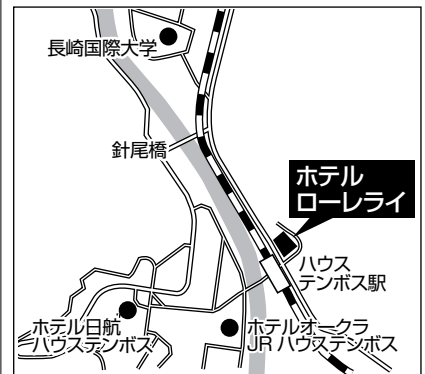 長崎国際大学
針尾橋
ホテル
ローレライ
ハウス
テンボス駅
ホテル日航
ハウステンボス
ホテルオークラ
JRハウステンボス